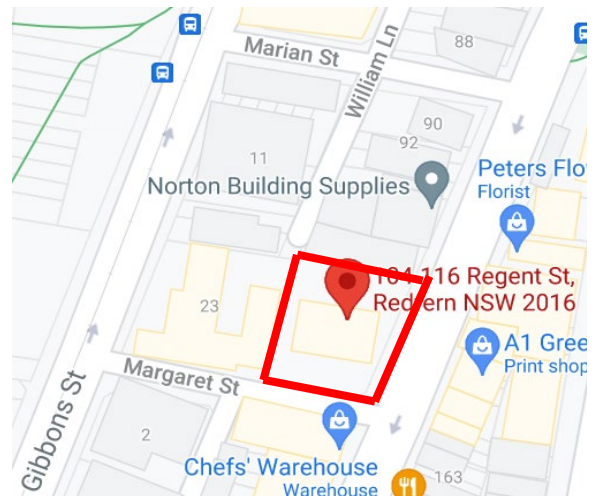 Marian St
William Ln
88
90
92
11
Norton Building Supplies
Peters Flo
Florist
104-116 Regent St,
Redfern NSW 2016
23
A1 Gree
Print shop
Margaret St
Gibbons St
2
Chefs' Warehouse
Warehouse
163